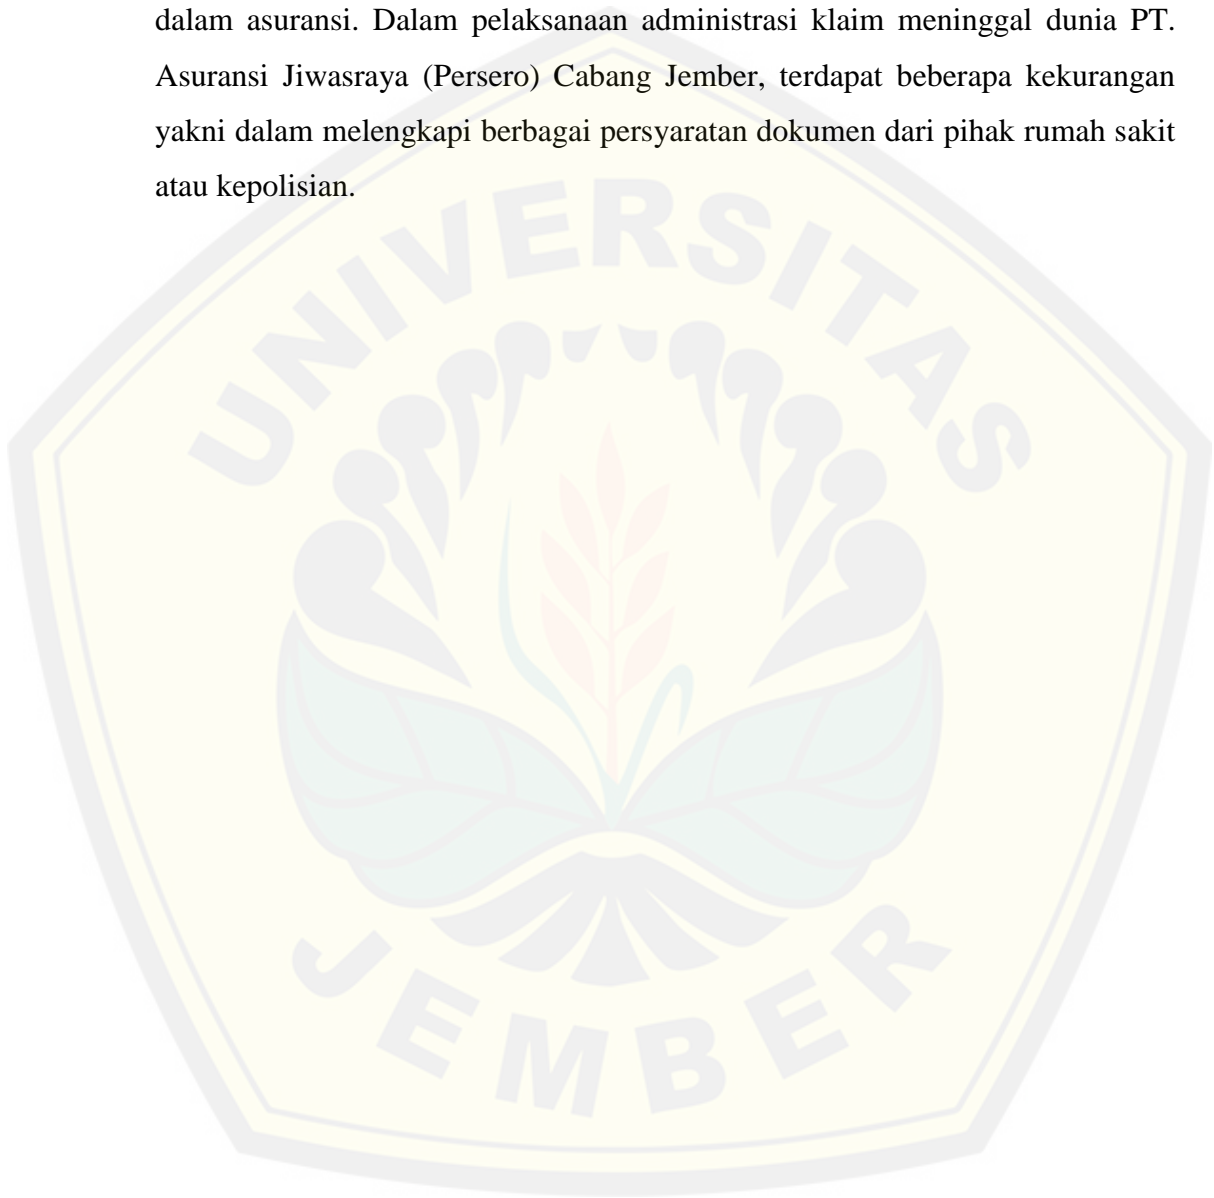 dalam asuransi. Dalam pelaksanaan administrasi klaim meninggal dunia PT.
Asuransi Jiwasraya (Persero) Cabang Jember, terdapat beberapa kekurangan
yakni dalam melengkapi berbagai persyaratan dokumen dari pihak rumah sakit
atau kepolisian.
UNIVERSITAS
JEMBER